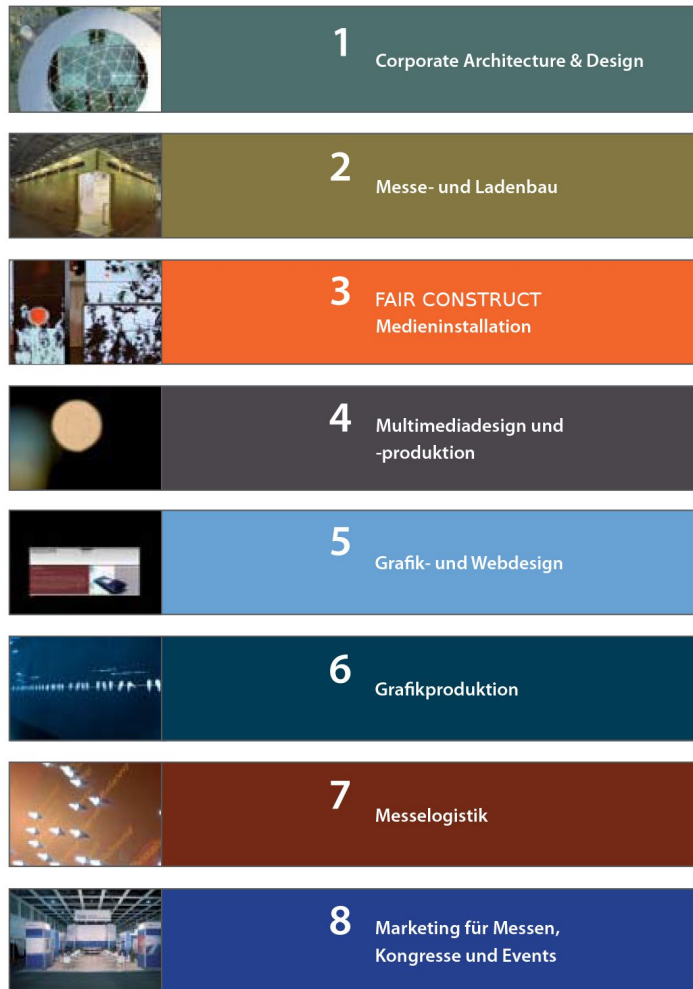 1
Corporate Architecture & Design
2
Messe- und Ladenbau
3
FAIR CONSTRUCT
Medieninstallation
4
Multimediadesign und
-produktion
5
Grafik- und Webdesign
6
Grafikproduktion
7
Messelogistik
8
Marketing für Messen,
Kongresse und Events